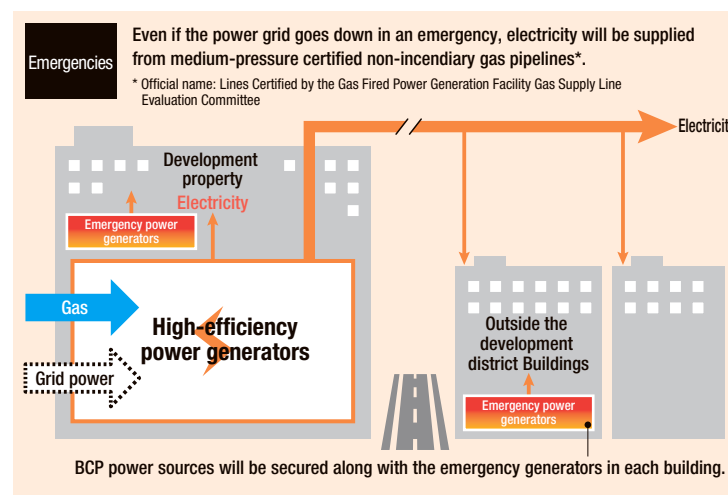 Emergencies
Even if the power grid goes down in an emergency, electricity will be supplied
from medium-pressure certified non-incendiary gas pipelines*.
* Official name: Lines Certified by the Gas Fired Power Generation Facility Gas Supply Line
Evaluation Committee
Electricit
Development
property
Electricity
Emergency power
generators
Gas
High-efficiency
power generators
Grid power
Outside the
development
district Buildings
Emergency power
generators
BCP power sources will be secured along with the emergency generators in each building.